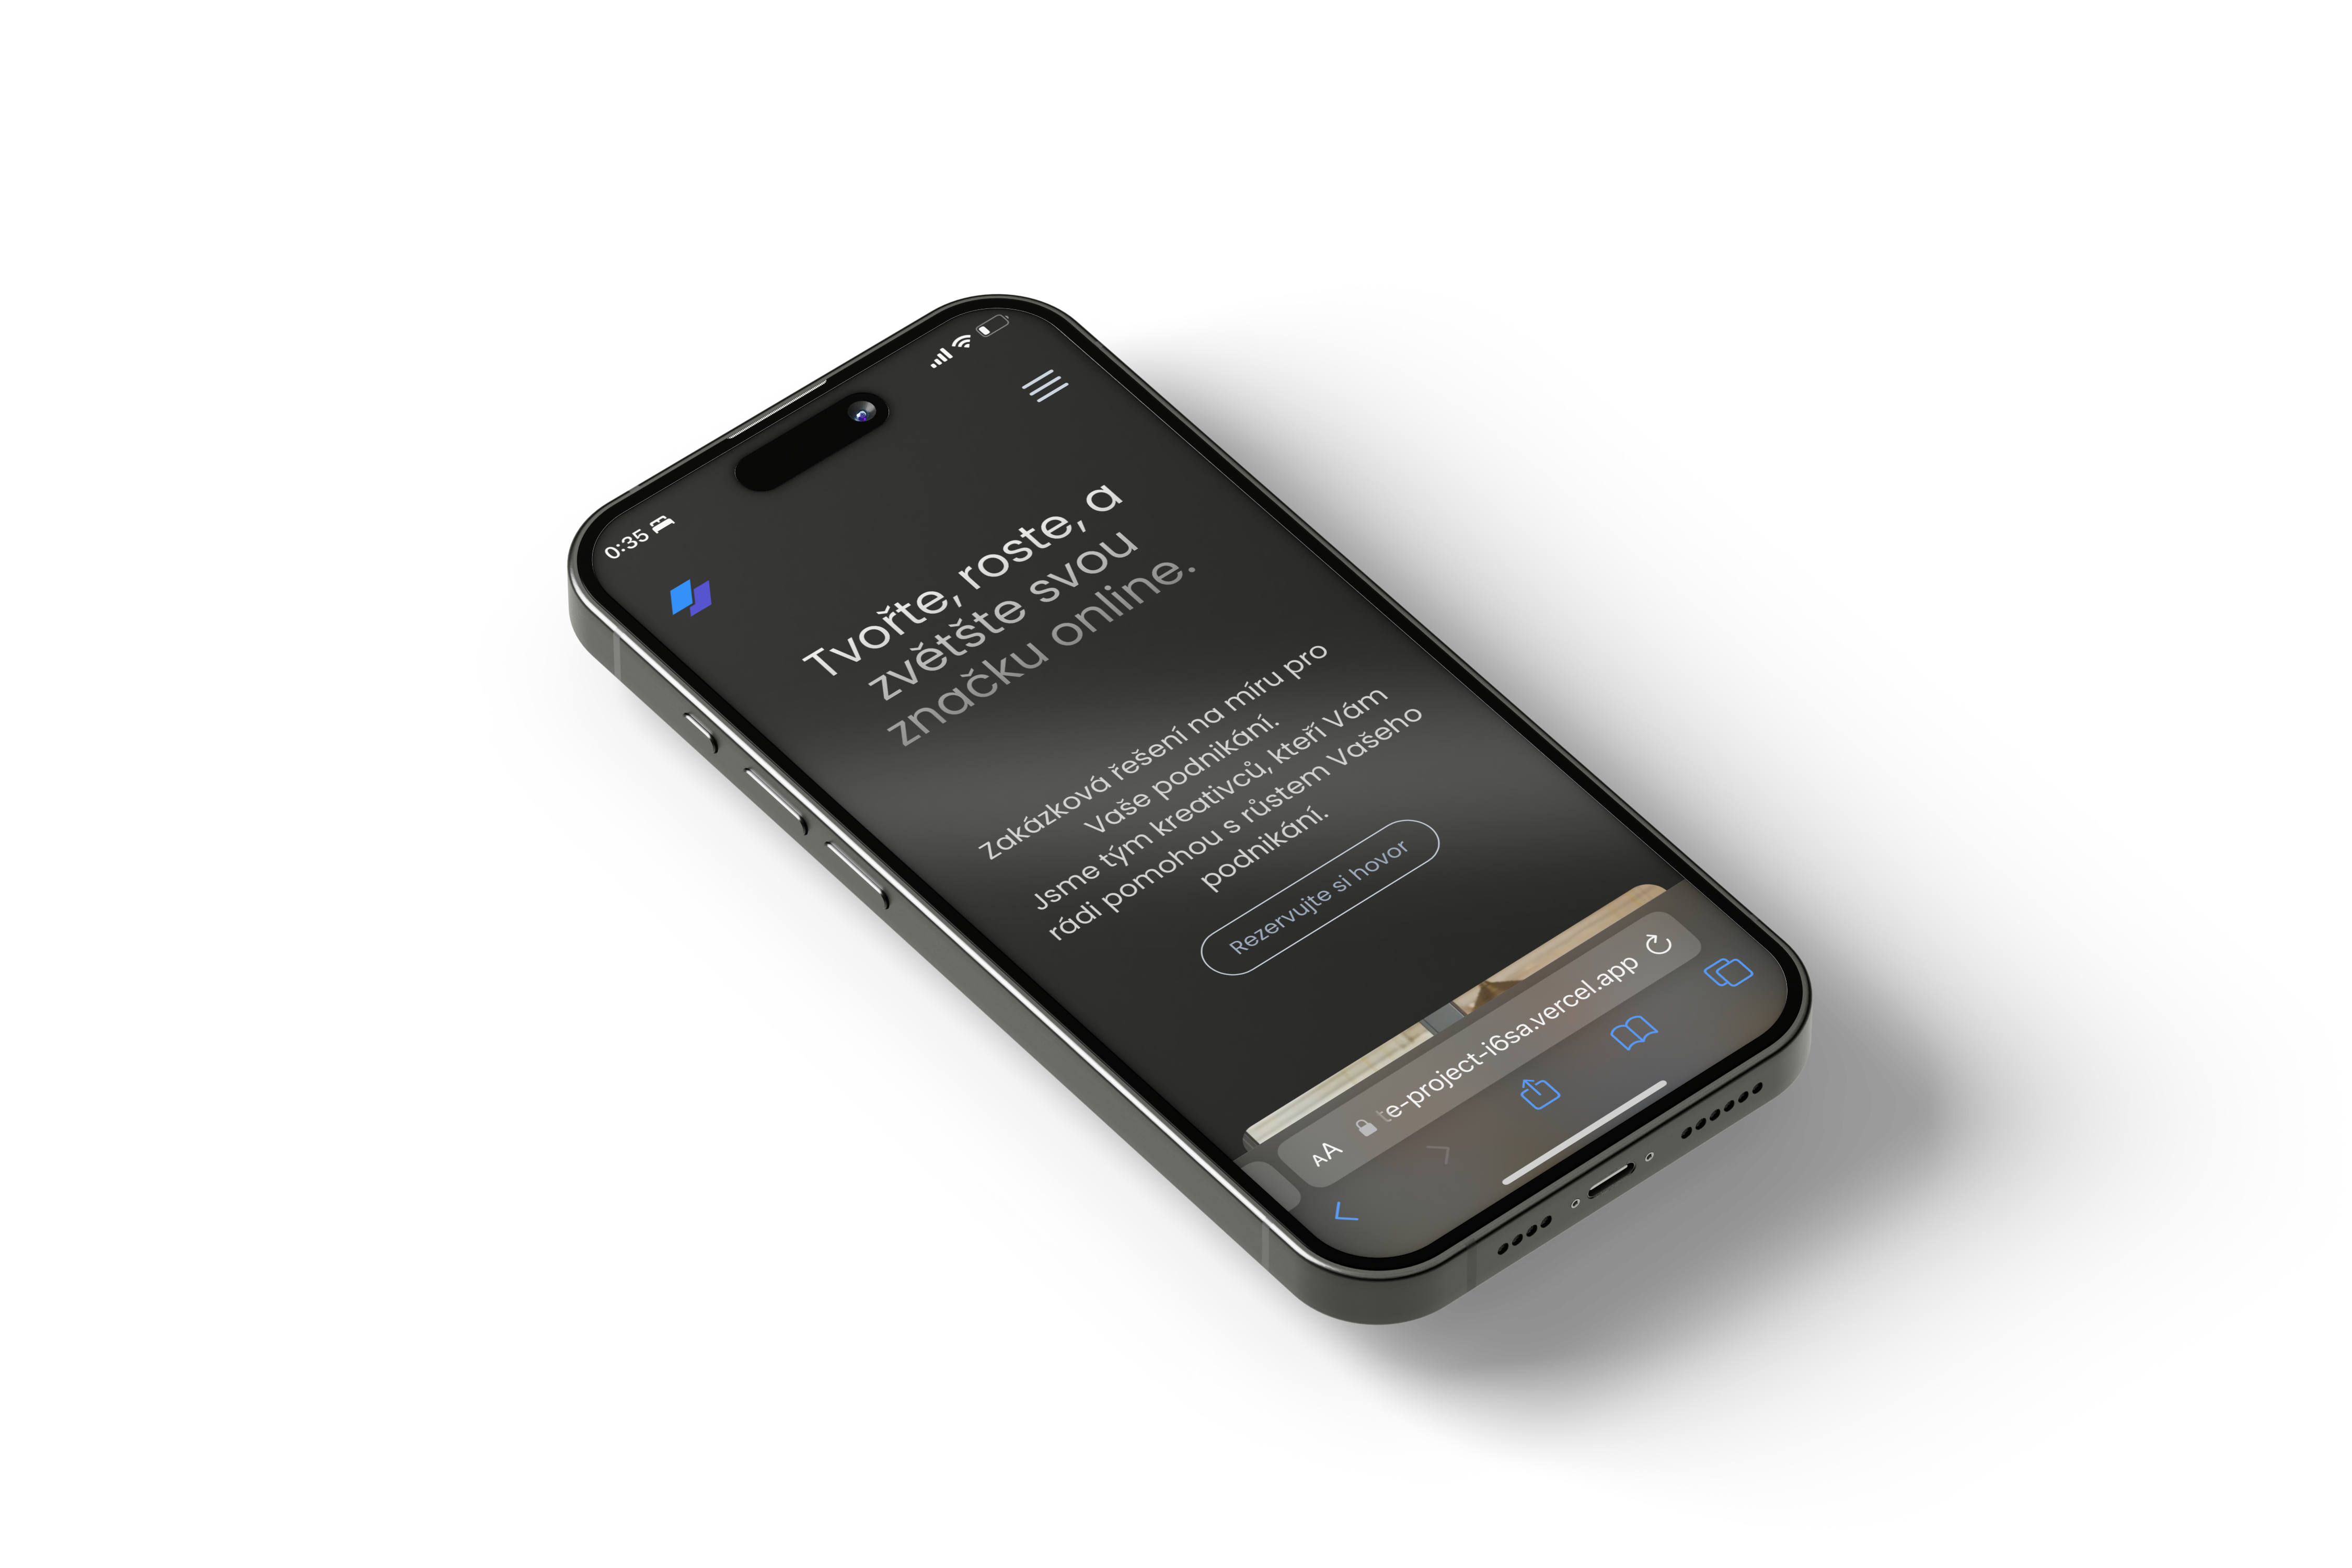 0:35
Tvořte, roste, a
zvětšte svou
značku online.
Zakázková řešení na míru pro
Vaše podnikání.
Jsme tým kreativců, kteří Vám
rádi pomohou s růstem Vašeho
podnikání.
Rezervujte si hovor
AA te-project-i6sa.vercel.app